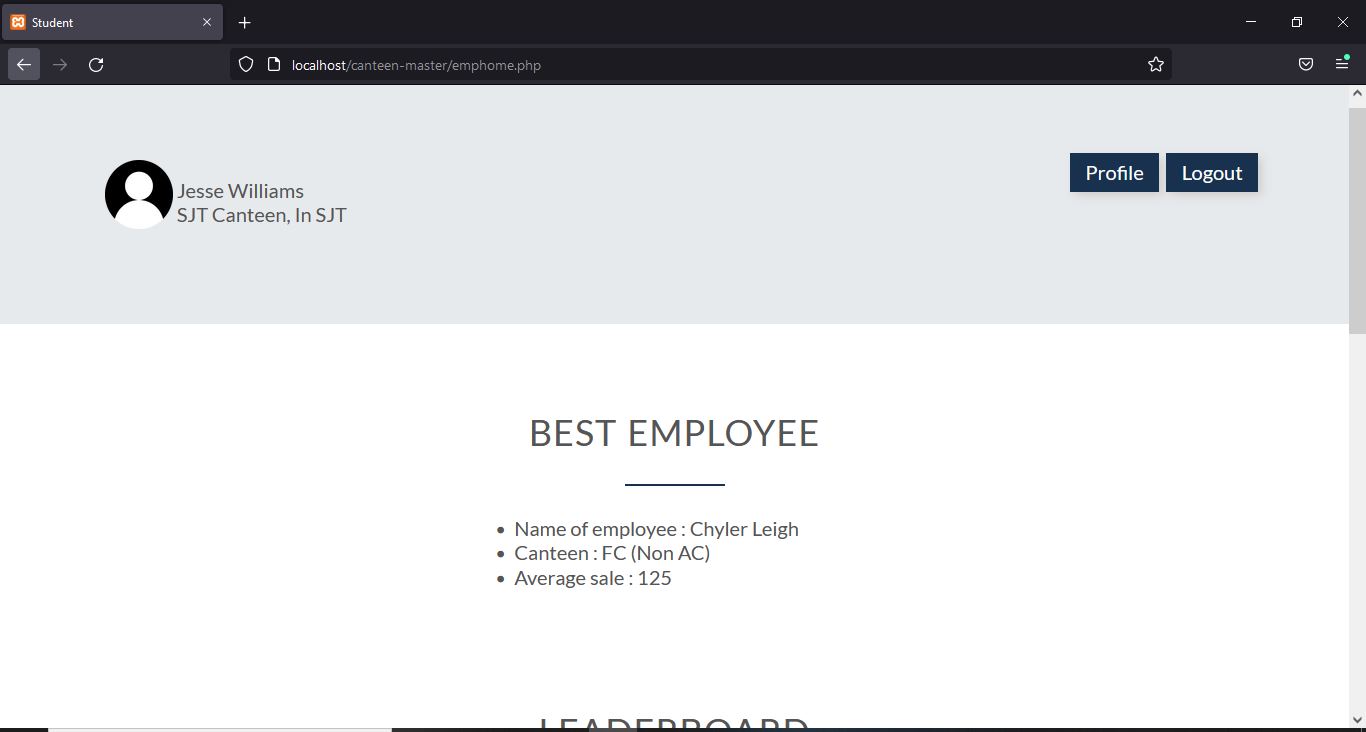 Student
localhost/canteen-master/emphome.php
Profile
Logout
Jesse Williams
SJT Canteen, In SJT
BEST EMPLOYEE
• Name of employee : Chyler Leigh
• Canteen : FC (Non AC)
• Average sale : 125
LEADERBOARD